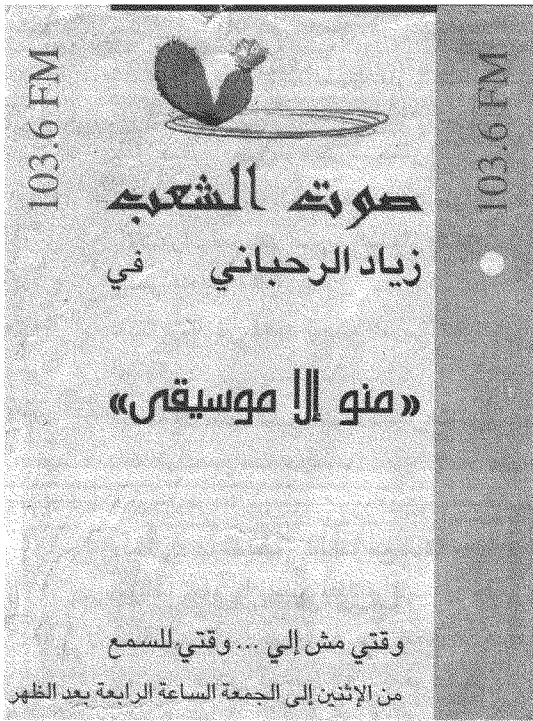 103.6 FM
103.6 FM
صوت الشعب
زياد الرحباني في
«منو إلا موسيقى»
وقتي مش إلي ... وقتي للسمع
من الإثنين إلى الجمعة الساعة الرابعة بعد الظهر